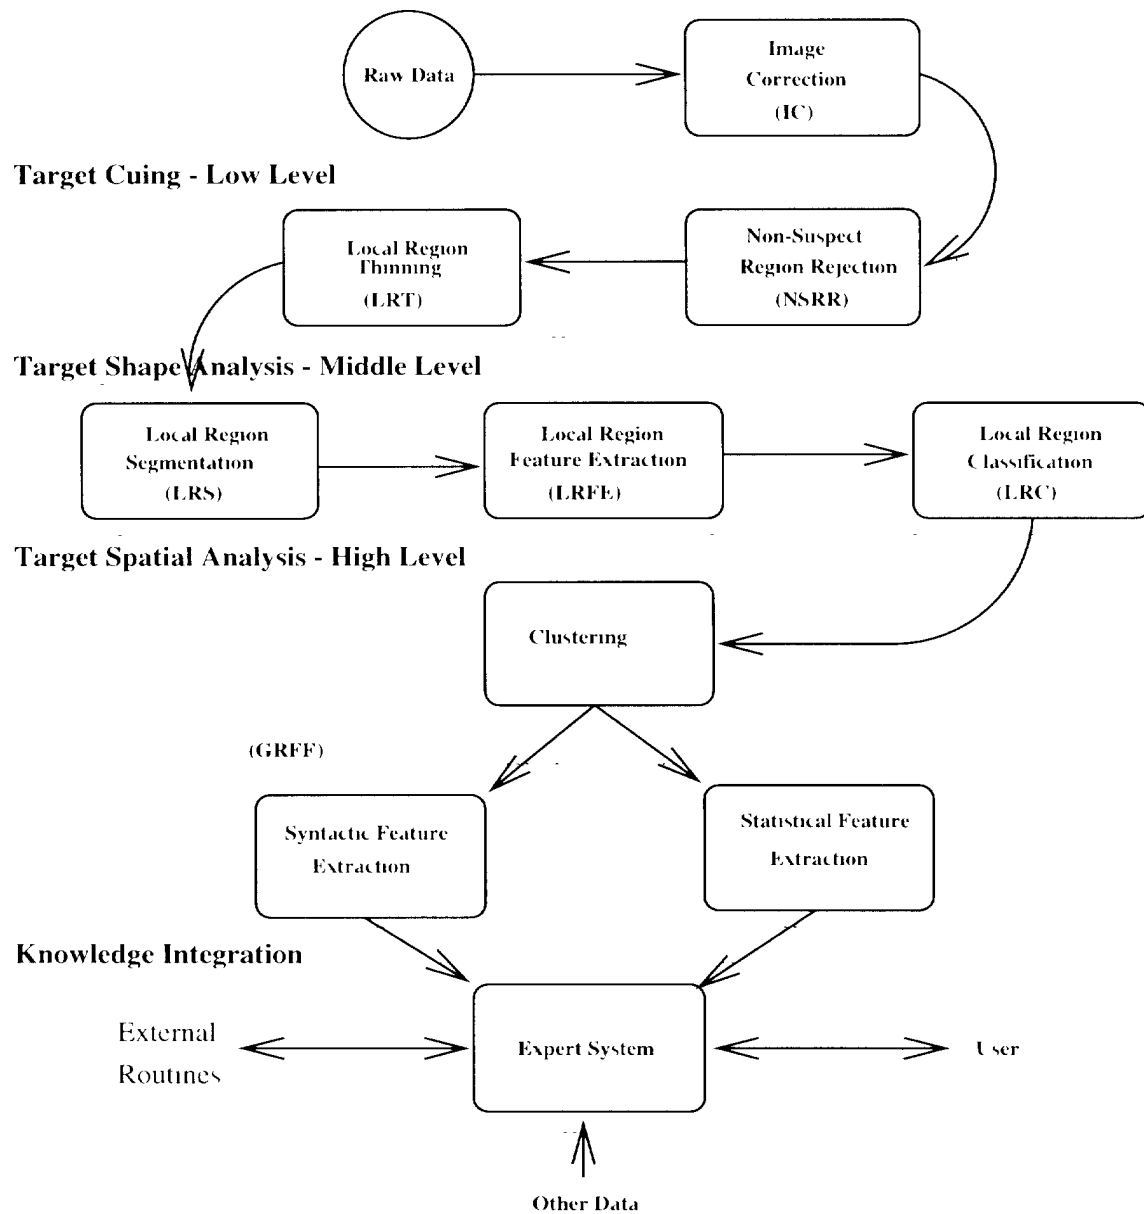 Raw Data
Image
Correction
(IC)
Target Cuing - Low Level
Local Region
Thinning
(LRT)
Non-Suspect
Region Rejection
(NSRR)
Target Shape Analysis - Middle Level
Local Region
Segmentation
(LRS)
Local Region
Feature Extraction
(LRFE)
Local Region
Classification
(LRC)
Target Spatial Analysis - High Level
Clustering
(GRFF)
Syntactic Feature
Extraction
Statistical Feature
Extraction
Knowledge Integration
External
Routines
Expert System
User
Other Data